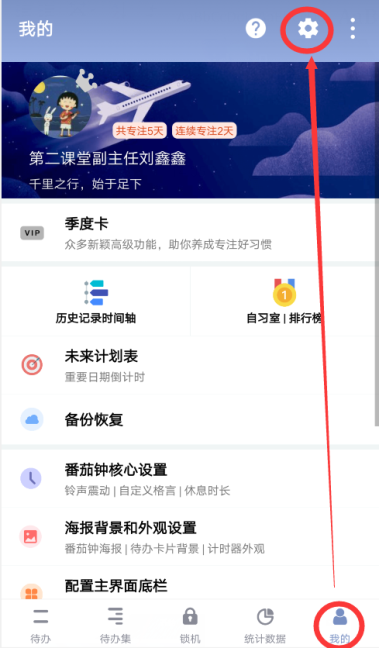 我的
?
共专注5天 连续专注2天
第二课堂副主任刘鑫鑫
千里之行，始于足下
VIP
季度卡
众多新颖高级功能，助你养成专注好习惯
历史记录时间轴
1
自习室 | 排行榜
未来计划表
重要日期倒计时
备份恢复
番茄钟核心设置
铃声震动 | 自定义格言 | 休息时长
海报背景和外观设置
番茄钟海报 | 待办卡片背景 | 计时器外观
配置主界面底栏
待办 待办集 锁机 统计数据 我的